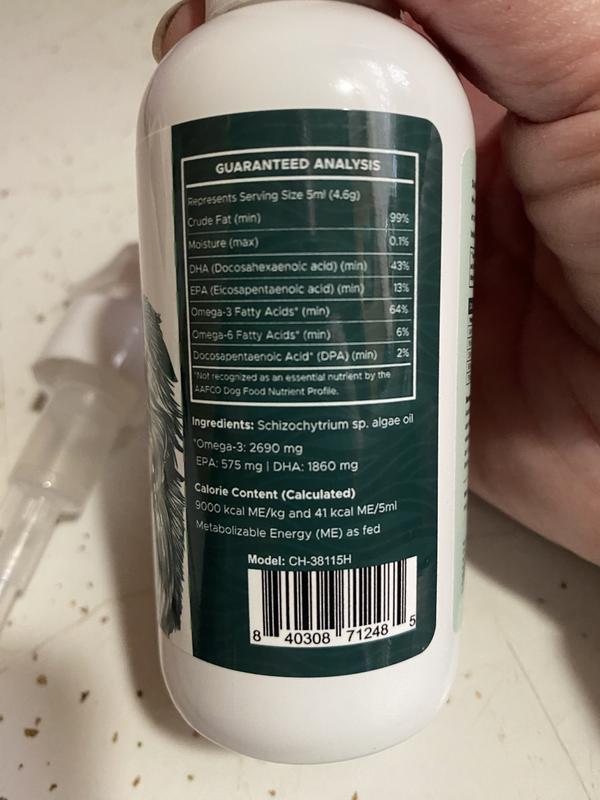 GUARANTEED ANALYSIS
Represents Serving Size 5ml (4.6g)
Crude Fat (min) 99%
Moisture (max) 0.1%
DHA (Docosahexaenoic acid) (min) 43%
EPA (Eicosapentaenoic acid) (min) 13%
Omega-3 Fatty Acids* (min) 64%
Omega-6 Fatty Acids* (min) 6%
Docosapentaenoic Acid* (DPA) (min) 2%
*Not recognized as an essential nutrient by the
AAFCO Dog Food Nutrient Profile.
Ingredients: Schizochytrium sp. algae oil
*Omega-3: 2690 mg
EPA: 575 mg | DHA: 1860 mg
Calorie Content (Calculated)
9000 kcal ME/kg and 41 kcal ME/5ml
Metabolizable Energy (ME) as fed
Model: CH-38115H
8 40308 71248 5